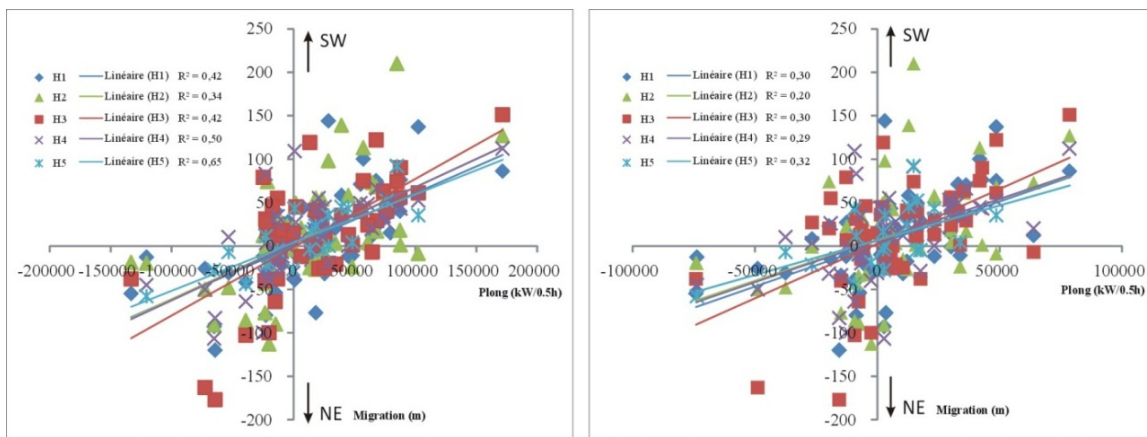 250
SW
200
H1 Linéaire (H1) R² = 0,42
H2 Linéaire (H2) R² = 0,34
150
H3 Linéaire (H3) R² = 0,42
H4 Linéaire (H4) R² = 0,50
100
H5 Linéaire (H5) R² = 0,65
50
0
-200000 -150000 -100000 -50000 0 50000 100000 150000 200000
-50
Plong (kW/0.5h)
-100
-150
NE Migration (m)
-200
250
SW
200
H1 Linéaire (H1) R² = 0,30
H2 Linéaire (H2) R² = 0,20
150
H3 Linéaire (H3) R² = 0,30
H4 Linéaire (H4) R² = 0,29
100
H5 Linéaire (H5) R² = 0,32
50
0
-100000 -50000 0 50000 100000
-50
Plong (kW/0.5h)
-100
-150
NE Migration (m)
-200